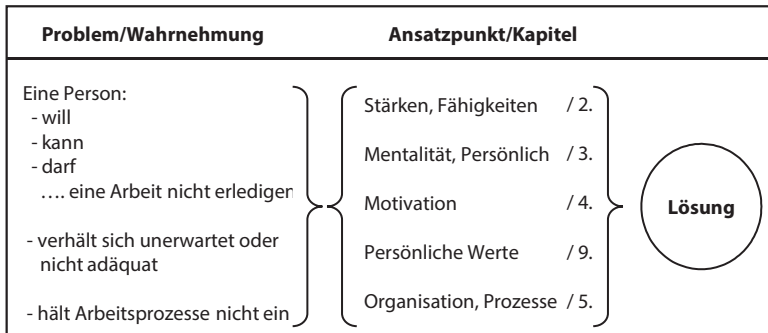 Problem/Wahrnehmung
Ansatzpunkt/Kapitel
Eine Person:
- will
- kann
- darf
.... eine Arbeit nicht erledigen
- verhält sich unerwartet oder
nicht adäquat
- hält Arbeitsprozesse nicht ein
Stärken, Fähigkeiten / 2.
Mentalität, Persönlich / 3.
Motivation / 4.
Persönliche Werte / 9.
Organisation, Prozesse / 5.
Lösung